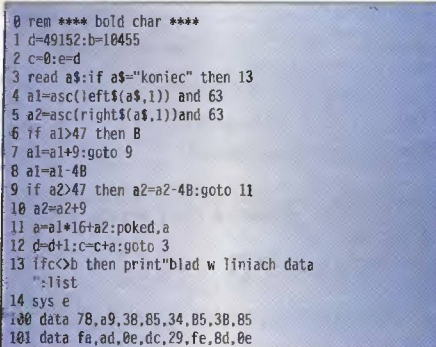 0 rem **** bold char ****
1 d=49152:b=10455
2 c=0:e=d
3 read a$:if a$="koniec" then 13
4 a1=asc(left$(a$,1)) and 63
5 a2=asc(right$(a$,1))and 63
6 if a1>47 then 8
7 a1=a1+9:goto 9
8 a1=a1-48
9 if a2>47 then a2=a2-48:goto 11
10 a2=a2+9
11 a=a1*16+a2:poked,a
12 d=d+1:c=c+a:goto 3
13 ifc<>b then print"blad w liniach data
":list
14 sys e
100 data 78,a9,38,85,34,85,38,85
101 data fa,ad,0e,dc,29,fe,8d,0e